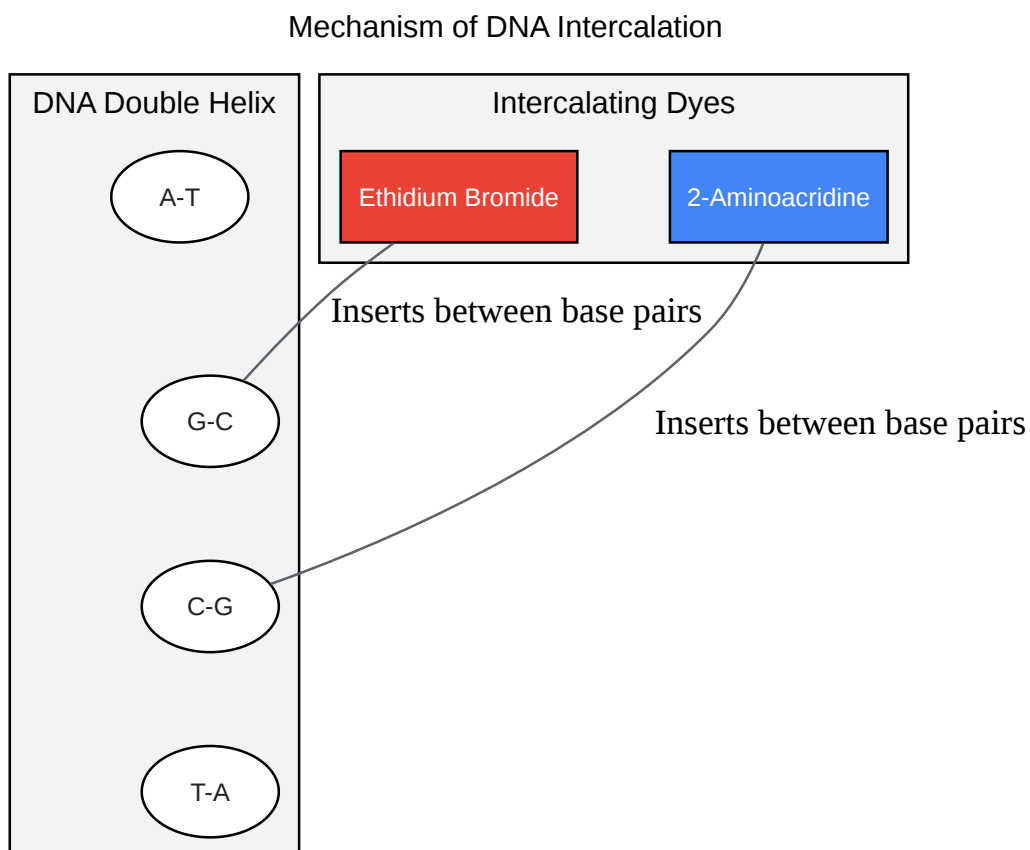 Mechanism of DNA Intercalation
DNA Double Helix
Intercalating Dyes
A-T
Ethidium Bromide
2-Aminoacridine
Inserts between base pairs
G-C
Inserts between base pairs
C-G
T-A